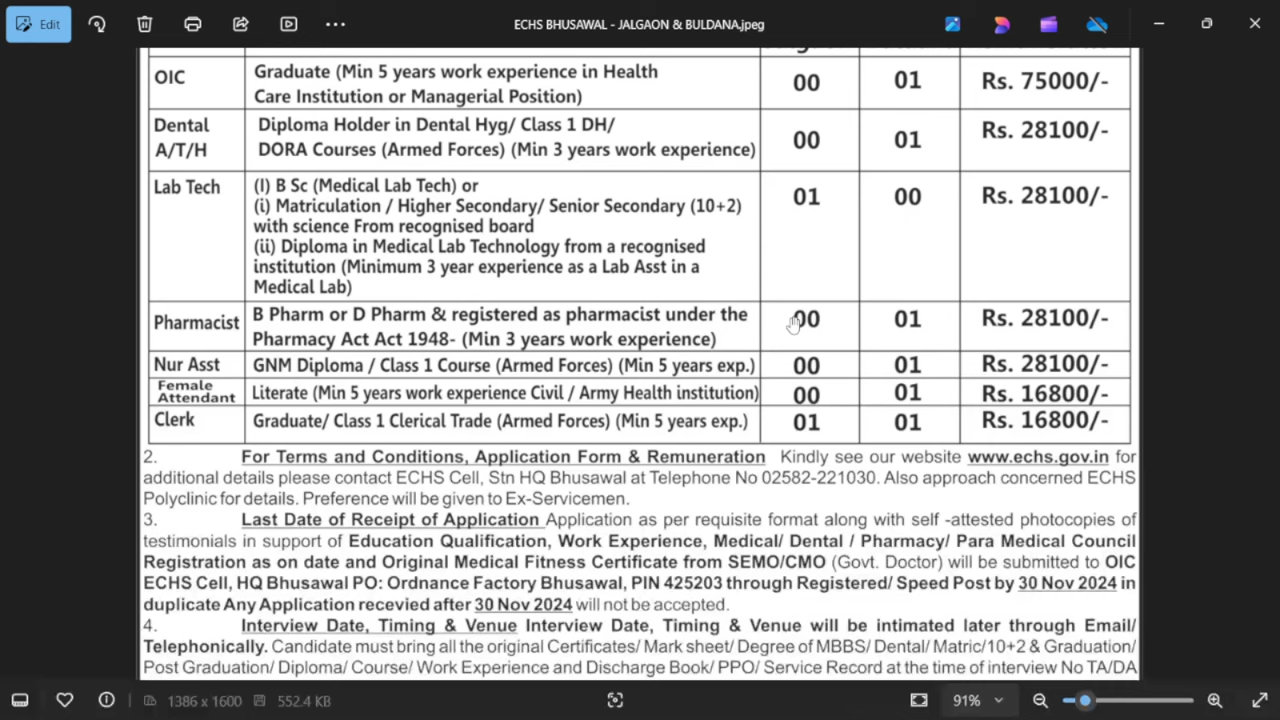 Edit
ECHS BHUSAWAL - JALGAON & BULDANA.jpeg
OIC
Graduate (Min 5 years work experience in Health
Care Institution or Managerial Position)
00
01
Rs. 75000/-
Dental
A/T/H
Diploma Holder in Dental Hyg/ Class 1 DH/
DORA Courses (Armed Forces) (Min 3 years work experience)
00
01
Rs. 28100/-
Lab Tech
(I) B Sc (Medical Lab Tech) or
(i) Matriculation / Higher Secondary/ Senior Secondary (10+2)
with science From recognised board
(ii) Diploma in Medical Lab Technology from a recognised
institution (Minimum 3 year experience as a Lab Asst in a
Medical Lab)
01
00
Rs. 28100/-
Pharmacist
B Pharm or D Pharm & registered as pharmacist under the
Pharmacy Act Act 1948- (Min 3 years work experience)
00
01
Rs. 28100/-
Nur Asst
GNM Diploma / Class 1 Course (Armed Forces) (Min 5 years exp.)
00
01
Rs. 28100/-
Female
Attendant
Literate (Min 5 years work experience Civil / Army Health institution)
00
01
Rs. 16800/-
Clerk
Graduate/ Class 1 Clerical Trade (Armed Forces) (Min 5 years exp.)
01
01
Rs. 16800/-
2. For Terms and Conditions, Application Form & Remuneration Kindly see our website www.echs.gov.in for
additional details please contact ECHS Cell, Stn HQ Bhusawal at Telephone No 02582-221030. Also approach concerned ECHS
Polyclinic for details. Preference will be given to Ex-Servicemen.
3. Last Date of Receipt of Application Application as per requisite format along with self -attested photocopies of
testimonials in support of Education Qualification, Work Experience, Medical/ Dental / Pharmacy/ Para Medical Council
Registration as on date and Original Medical Fitness Certificate from SEMO/CMO (Govt. Doctor) will be submitted to OIC
ECHS Cell, HQ Bhusawal PO: Ordnance Factory Bhusawal, PIN 425203 through Registered/ Speed Post by 30 Nov 2024 in
duplicate Any Application recevied after 30 Nov 2024 will not be accepted.
4. Interview Date, Timing & Venue Interview Date, Timing & Venue will be intimated later through Email/
Telephonically. Candidate must bring all the original Certificates/ Mark sheet/ Degree of MBBS/ Dental/ Matric/10+2 & Graduation/
Post Graduation/ Diploma/ Course/ Work Experience and Discharge Book/ PPO/ Service Record at the time of interview No TA/DA
1386 x 1600
552.4 KB
91%